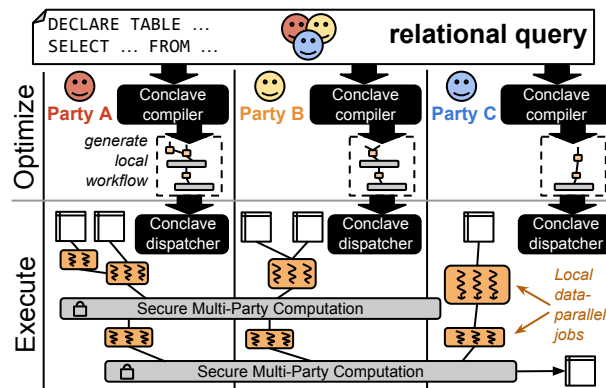 DECLARE TABLE ...
SELECT ... FROM ...
relational query
Optimize
Party A
Conclave
compiler
Party B
Conclave
compiler
Party C
Conclave
compiler
generate
local
workflow
Execute
Conclave
dispatcher
Conclave
dispatcher
Conclave
dispatcher
Local
data-
parallel
jobs
Secure Multi-Party Computation
Secure Multi-Party Computation